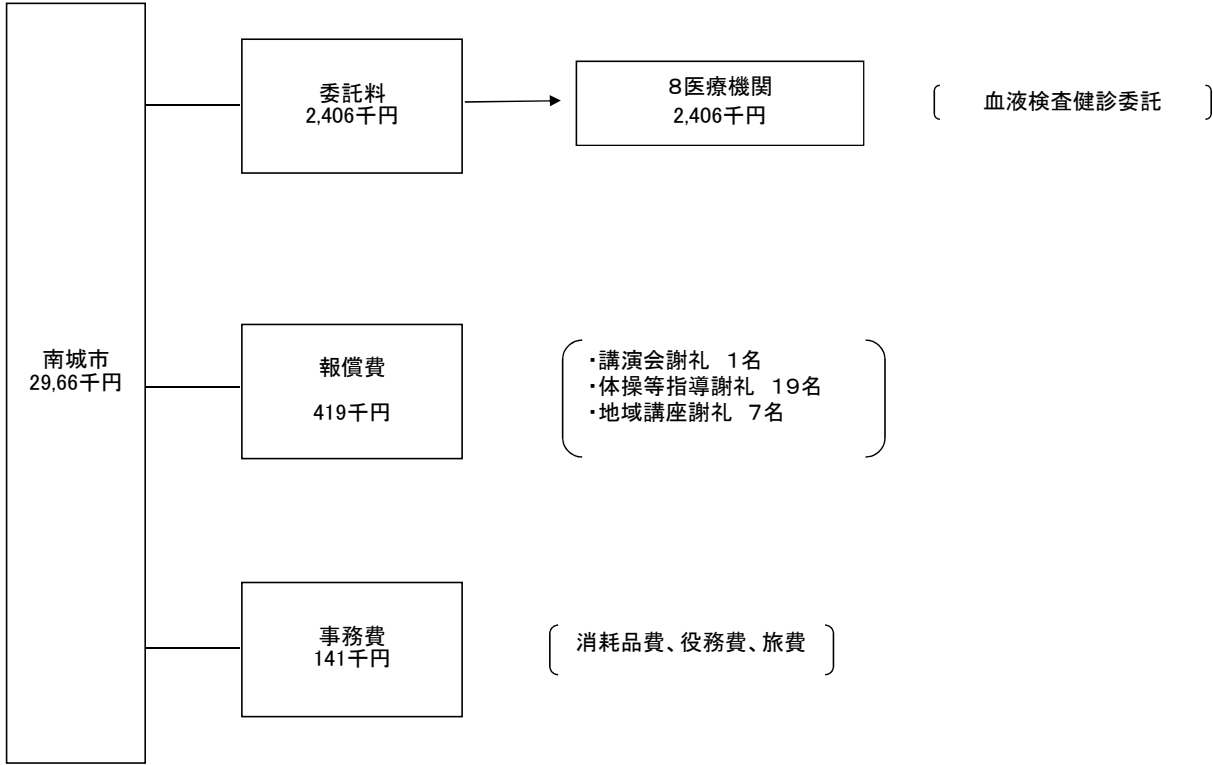 南城市
29,66千円
委託料
2,406千円
8医療機関
2,406千円
血液検査健診委託
報償費
419千円
・講演会謝礼 1名
・体操等指導謝礼 19名
・地域講座謝礼 7名
事務費
141千円
消耗品費、役務費、旅費